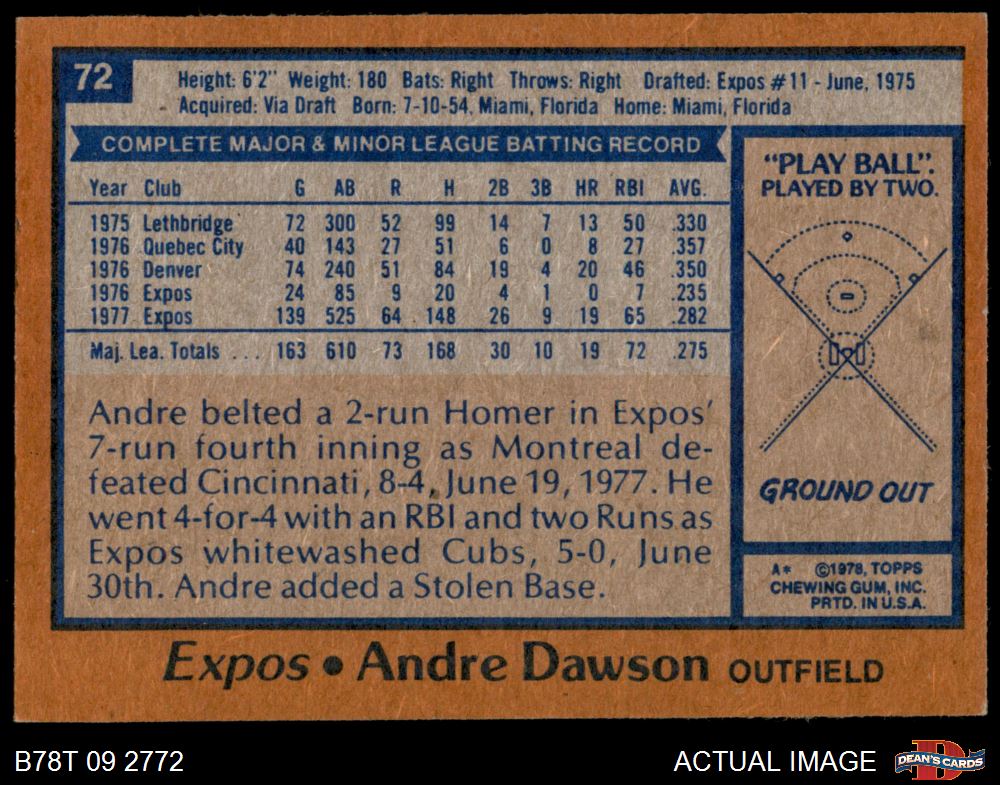 72
Height: 6'2" Weight: 180 Bats: Right Throws: Right Drafted: Expos #11 - June, 1975
Acquired: Via Draft Born: 7-10-54, Miami, Florida Home: Miami, Florida
COMPLETE MAJOR & MINOR LEAGUE BATTING RECORD
Year Club G AB R H 2B 3B HR RBI AVG.
1975 Lethbridge 72 300 52 99 14 7 13 50 .330
1976 Quebec City 40 143 27 51 6 0 8 27 .357
1976 Denver 74 240 51 84 19 4 20 46 .350
1976 Expos 24 85 9 20 4 1 0 7 .235
1977 Expos 139 525 64 148 26 9 19 65 .282
Maj. Lea. Totals ... 163 610 73 168 30 10 19 72 .275
Andre belted a 2-run Homer in Expos'
7-run fourth inning as Montreal de-
feated Cincinnati, 8-4, June 19, 1977. He
went 4-for-4 with an RBI and two Runs as
Expos whitewashed Cubs, 5-0, June
30th. Andre added a Stolen Base.
"PLAY BALL".
PLAYED BY TWO.
GROUND OUT
A* ©1978, TOPPS
CHEWING GUM, INC.
PRTD. IN U.S.A.
Expos • Andre Dawson OUTFIELD
B78T 09 2772
ACTUAL IMAGE
D
DEAN'S CARDS